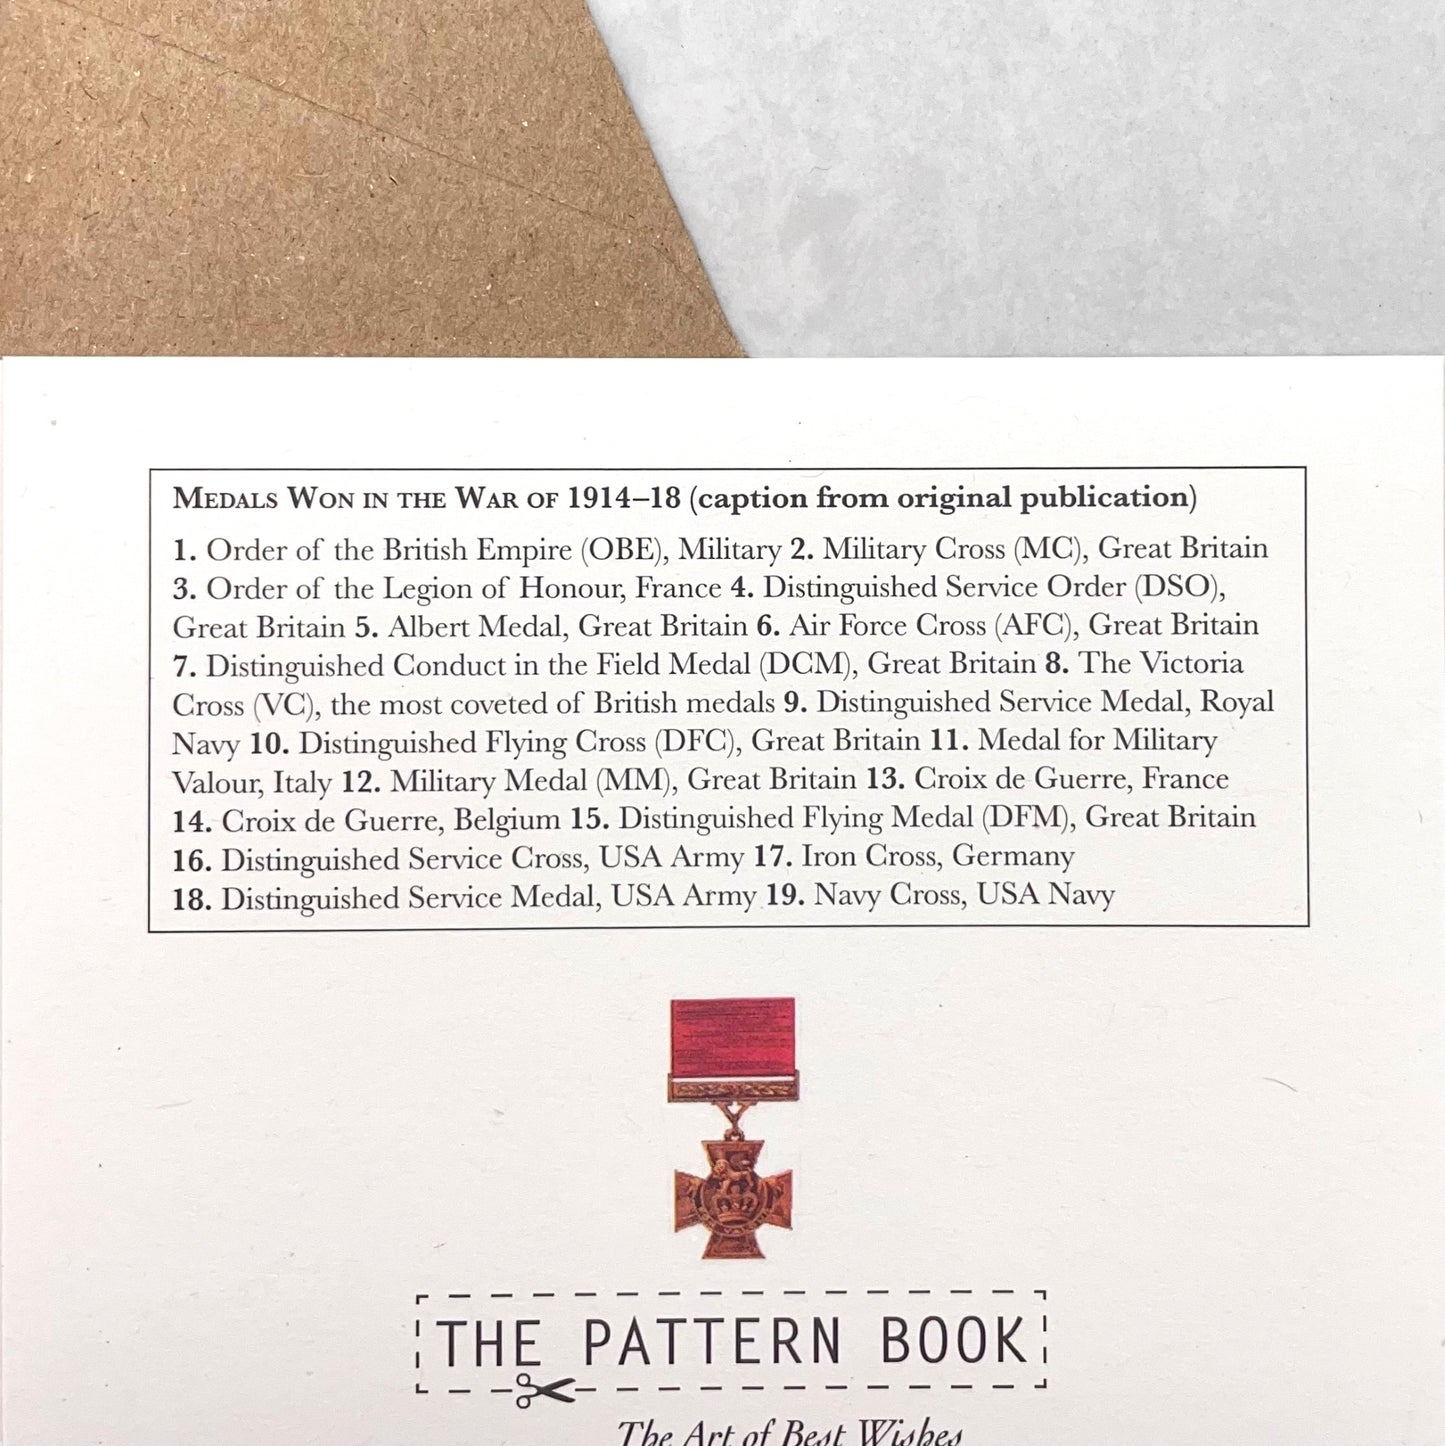 MEDALS WON IN THE WAR OF 1914–18 (caption from original publication)
1. Order of the British Empire (OBE), Military 2. Military Cross (MC), Great Britain
3. Order of the Legion of Honour, France 4. Distinguished Service Order (DSO),
Great Britain 5. Albert Medal, Great Britain 6. Air Force Cross (AFC), Great Britain
7. Distinguished Conduct in the Field Medal (DCM), Great Britain 8. The Victoria
Cross (VC), the most coveted of British medals 9. Distinguished Service Medal, Royal
Navy 10. Distinguished Flying Cross (DFC), Great Britain 11. Medal for Military
Valour, Italy 12. Military Medal (MM), Great Britain 13. Croix de Guerre, France
14. Croix de Guerre, Belgium 15. Distinguished Flying Medal (DFM), Great Britain
16. Distinguished Service Cross, USA Army 17. Iron Cross, Germany
18. Distinguished Service Medal, USA Army 19. Navy Cross, USA Navy
THE PATTERN BOOK
The Art of Best Wishes